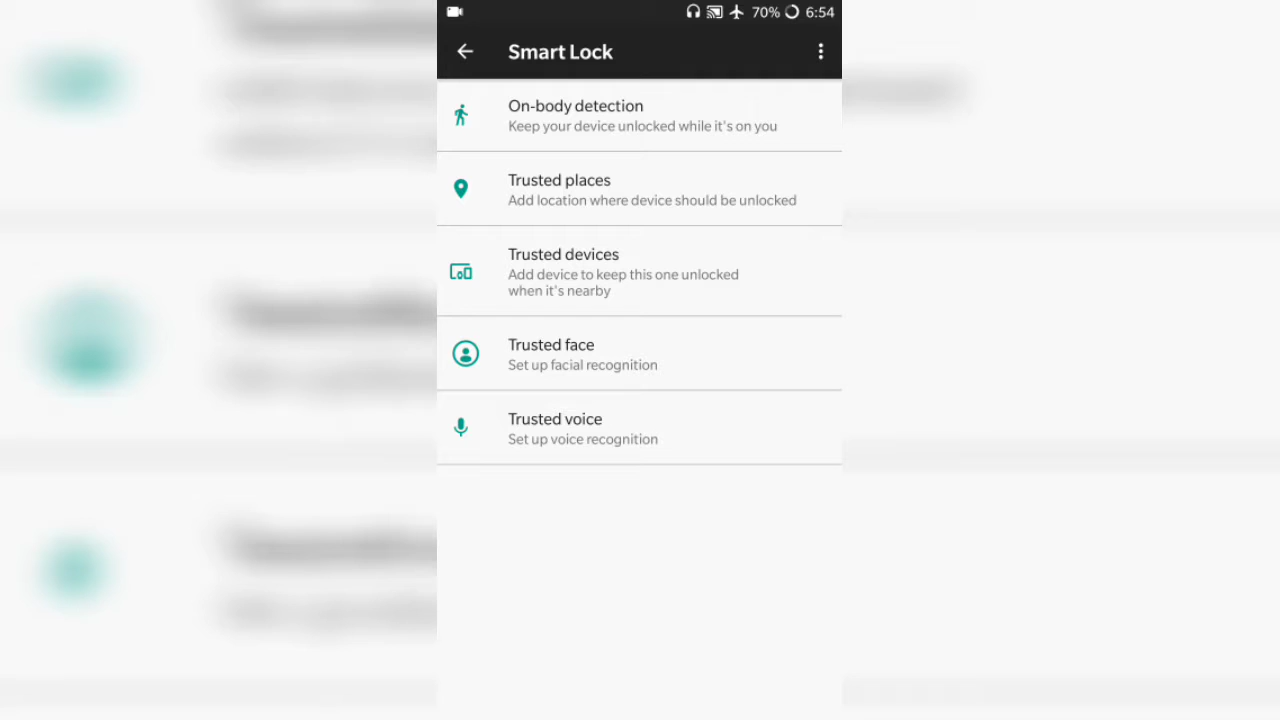 70% 6:54
Smart Lock
On-body detection
Keep your device unlocked while it's on you
Trusted places
Add location where device should be unlocked
Trusted devices
Add device to keep this one unlocked
when it's nearby
Trusted face
Set up facial recognition
Trusted voice
Set up voice recognition